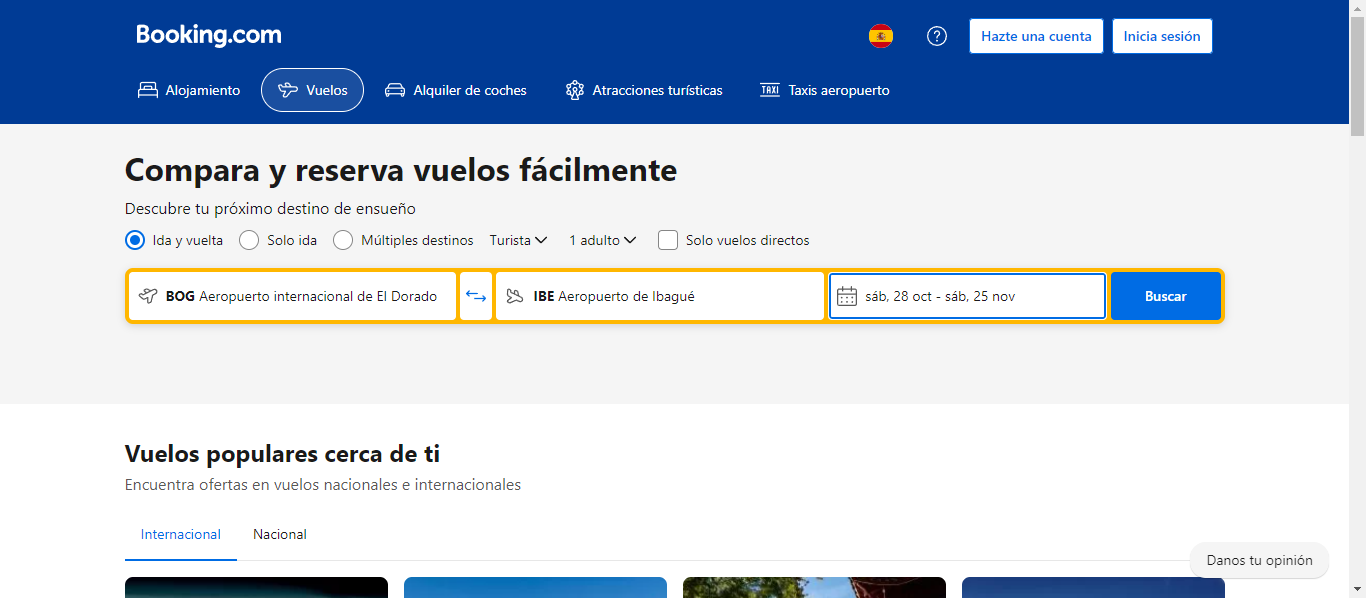 Booking.com
Hazte una cuenta
Inicia sesión
Alojamiento
Vuelos
Alquiler de coches
Atracciones turísticas
TAXI Taxis aeropuerto
Compara y reserva vuelos fácilmente
Descubre tu próximo destino de ensueño
Ida y vuelta
Solo ida
Múltiples destinos
Turista
1 adulto
Solo vuelos directos
BOG Aeropuerto internacional de El Dorado
IBE Aeropuerto de Ibagué
sáb, 28 oct - sáb, 25 nov
Buscar
Vuelos populares cerca de ti
Encuentra ofertas en vuelos nacionales e internacionales
Internacional
Nacional
Danos tu opinión